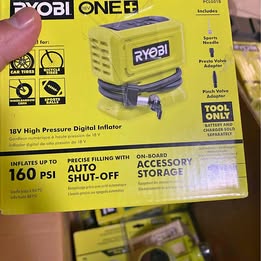 RYOBI ONE+
PCL001B
Includes
l for:
Sports
Needle
RYOBI
CAR TIRES
BICYCLE
TIRES
Presta Valve
Adapter
SPORTS
BALLS
Pinch Valve
Adapter
TOOL
ONLY
BATTERY AND
CHARGER SOLD
SEPARATELY
18V High Pressure Digital Inflator
INFLATES UP TO
160 PSI
PRECISE FILLING WITH
AUTO
SHUT-OFF
ON-BOARD
ACCESSORY
STORAGE